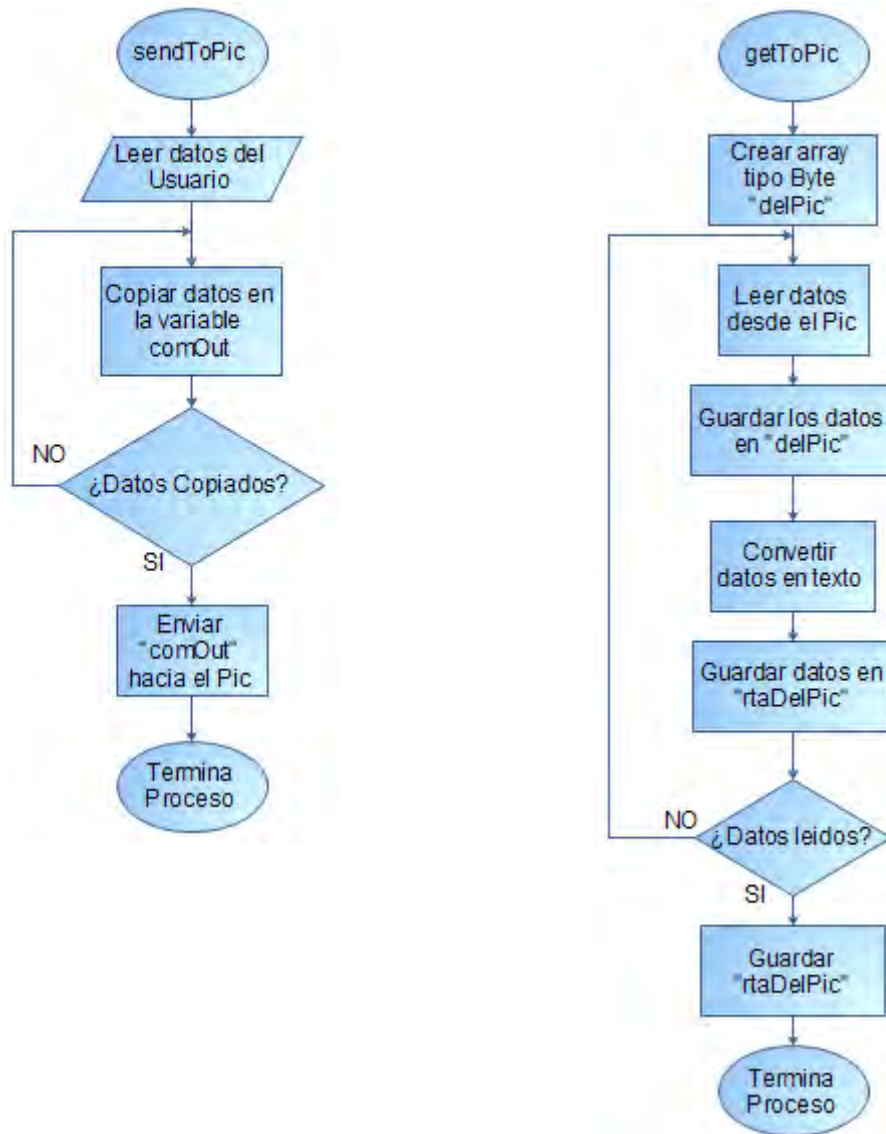 sendToPic
Leer datos del
Usuario
Copiar datos en
la variable
comOut
¿Datos Copiados?
NO
SI
Enviar
"comOut"
hacia el Pic
Termina
Proceso
getToPic
Crear array
tipo Byte
"delPic"
Leer datos
desde el Pic
Guardar los datos
en "delPic"
Convertir
datos en texto
Guardar datos en
"rtaDelPic"
¿Datos leidos?
NO
SI
Guardar
"rtaDelPic"
Termina
Proceso